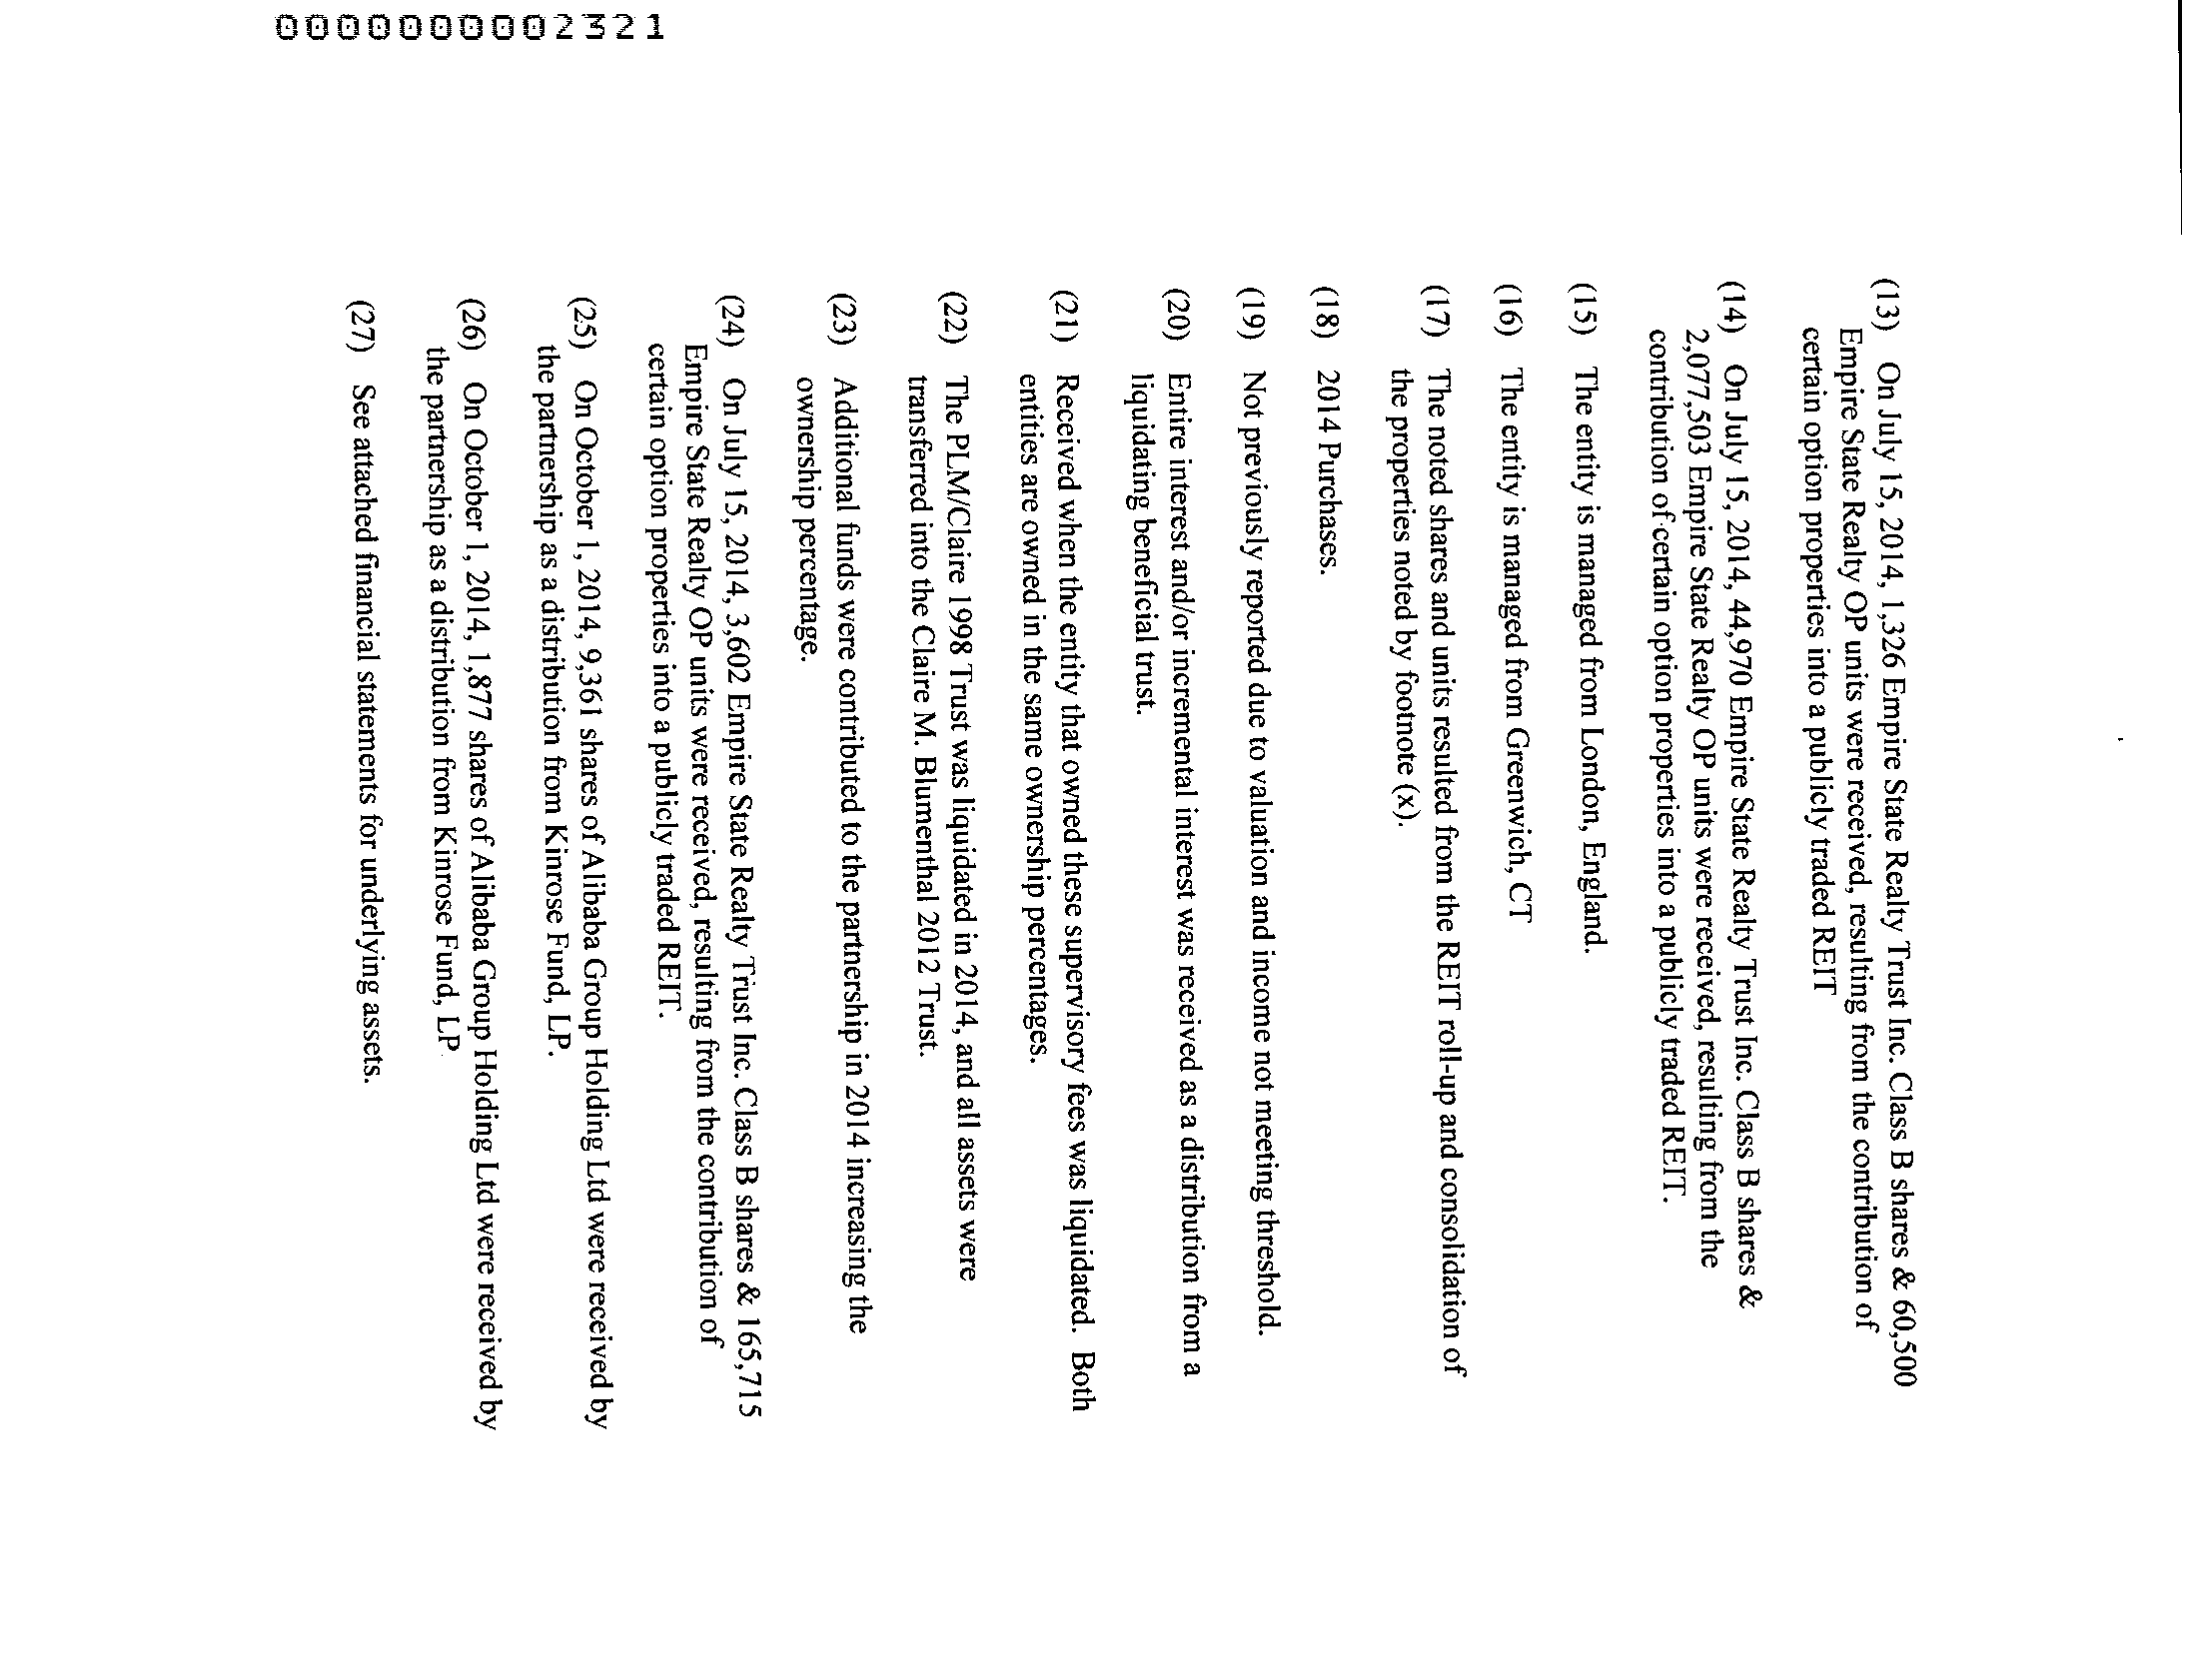 0000000002321
(13) On July 15, 2014, 1,326 Empire State Realty Trust Inc. Class B shares & 60,500
Empire State Realty OP units were received, resulting from the contribution of
certain option properties into a publicly traded REIT
(14) On July 15, 2014, 44,970 Empire State Realty Trust Inc. Class B shares &
2,077,503 Empire State Realty OP units were received, resulting from the
contribution of certain option properties into a publicly traded REIT.
(15) The entity is managed from London, England.
(16) The entity is managed from Greenwich, CT
(17) The noted shares and units resulted from the REIT roll-up and consolidation of
the properties noted by footnote (x).
(18) 2014 Purchases.
(19) Not previously reported due to valuation and income not meeting threshold.
(20) Entire interest and/or incremental interest was received as a distribution from a
liquidating beneficial trust.
(21) Received when the entity that owned these supervisory fees was liquidated. Both
entities are owned in the same ownership percentages.
(22) The PLM/Claire 1998 Trust was liquidated in 2014, and all assets were
transferred into the Claire M. Blumenthal 2012 Trust.
(23) Additional funds were contributed to the partnership in 2014 increasing the
ownership percentage.
(24) On July 15, 2014, 3,602 Empire State Realty Trust Inc. Class B shares & 165,715
Empire State Realty OP units were received, resulting from the contribution of
certain option properties into a publicly traded REIT.
(25) On October 1, 2014, 9,361 shares of Alibaba Group Holding Ltd were received by
the partnership as a distribution from Kinrose Fund, LP.
(26) On October 1, 2014, 1,877 shares of Alibaba Group Holding Ltd were received by
the partnership as a distribution from Kinrose Fund, LP
(27) See attached financial statements for underlying assets.